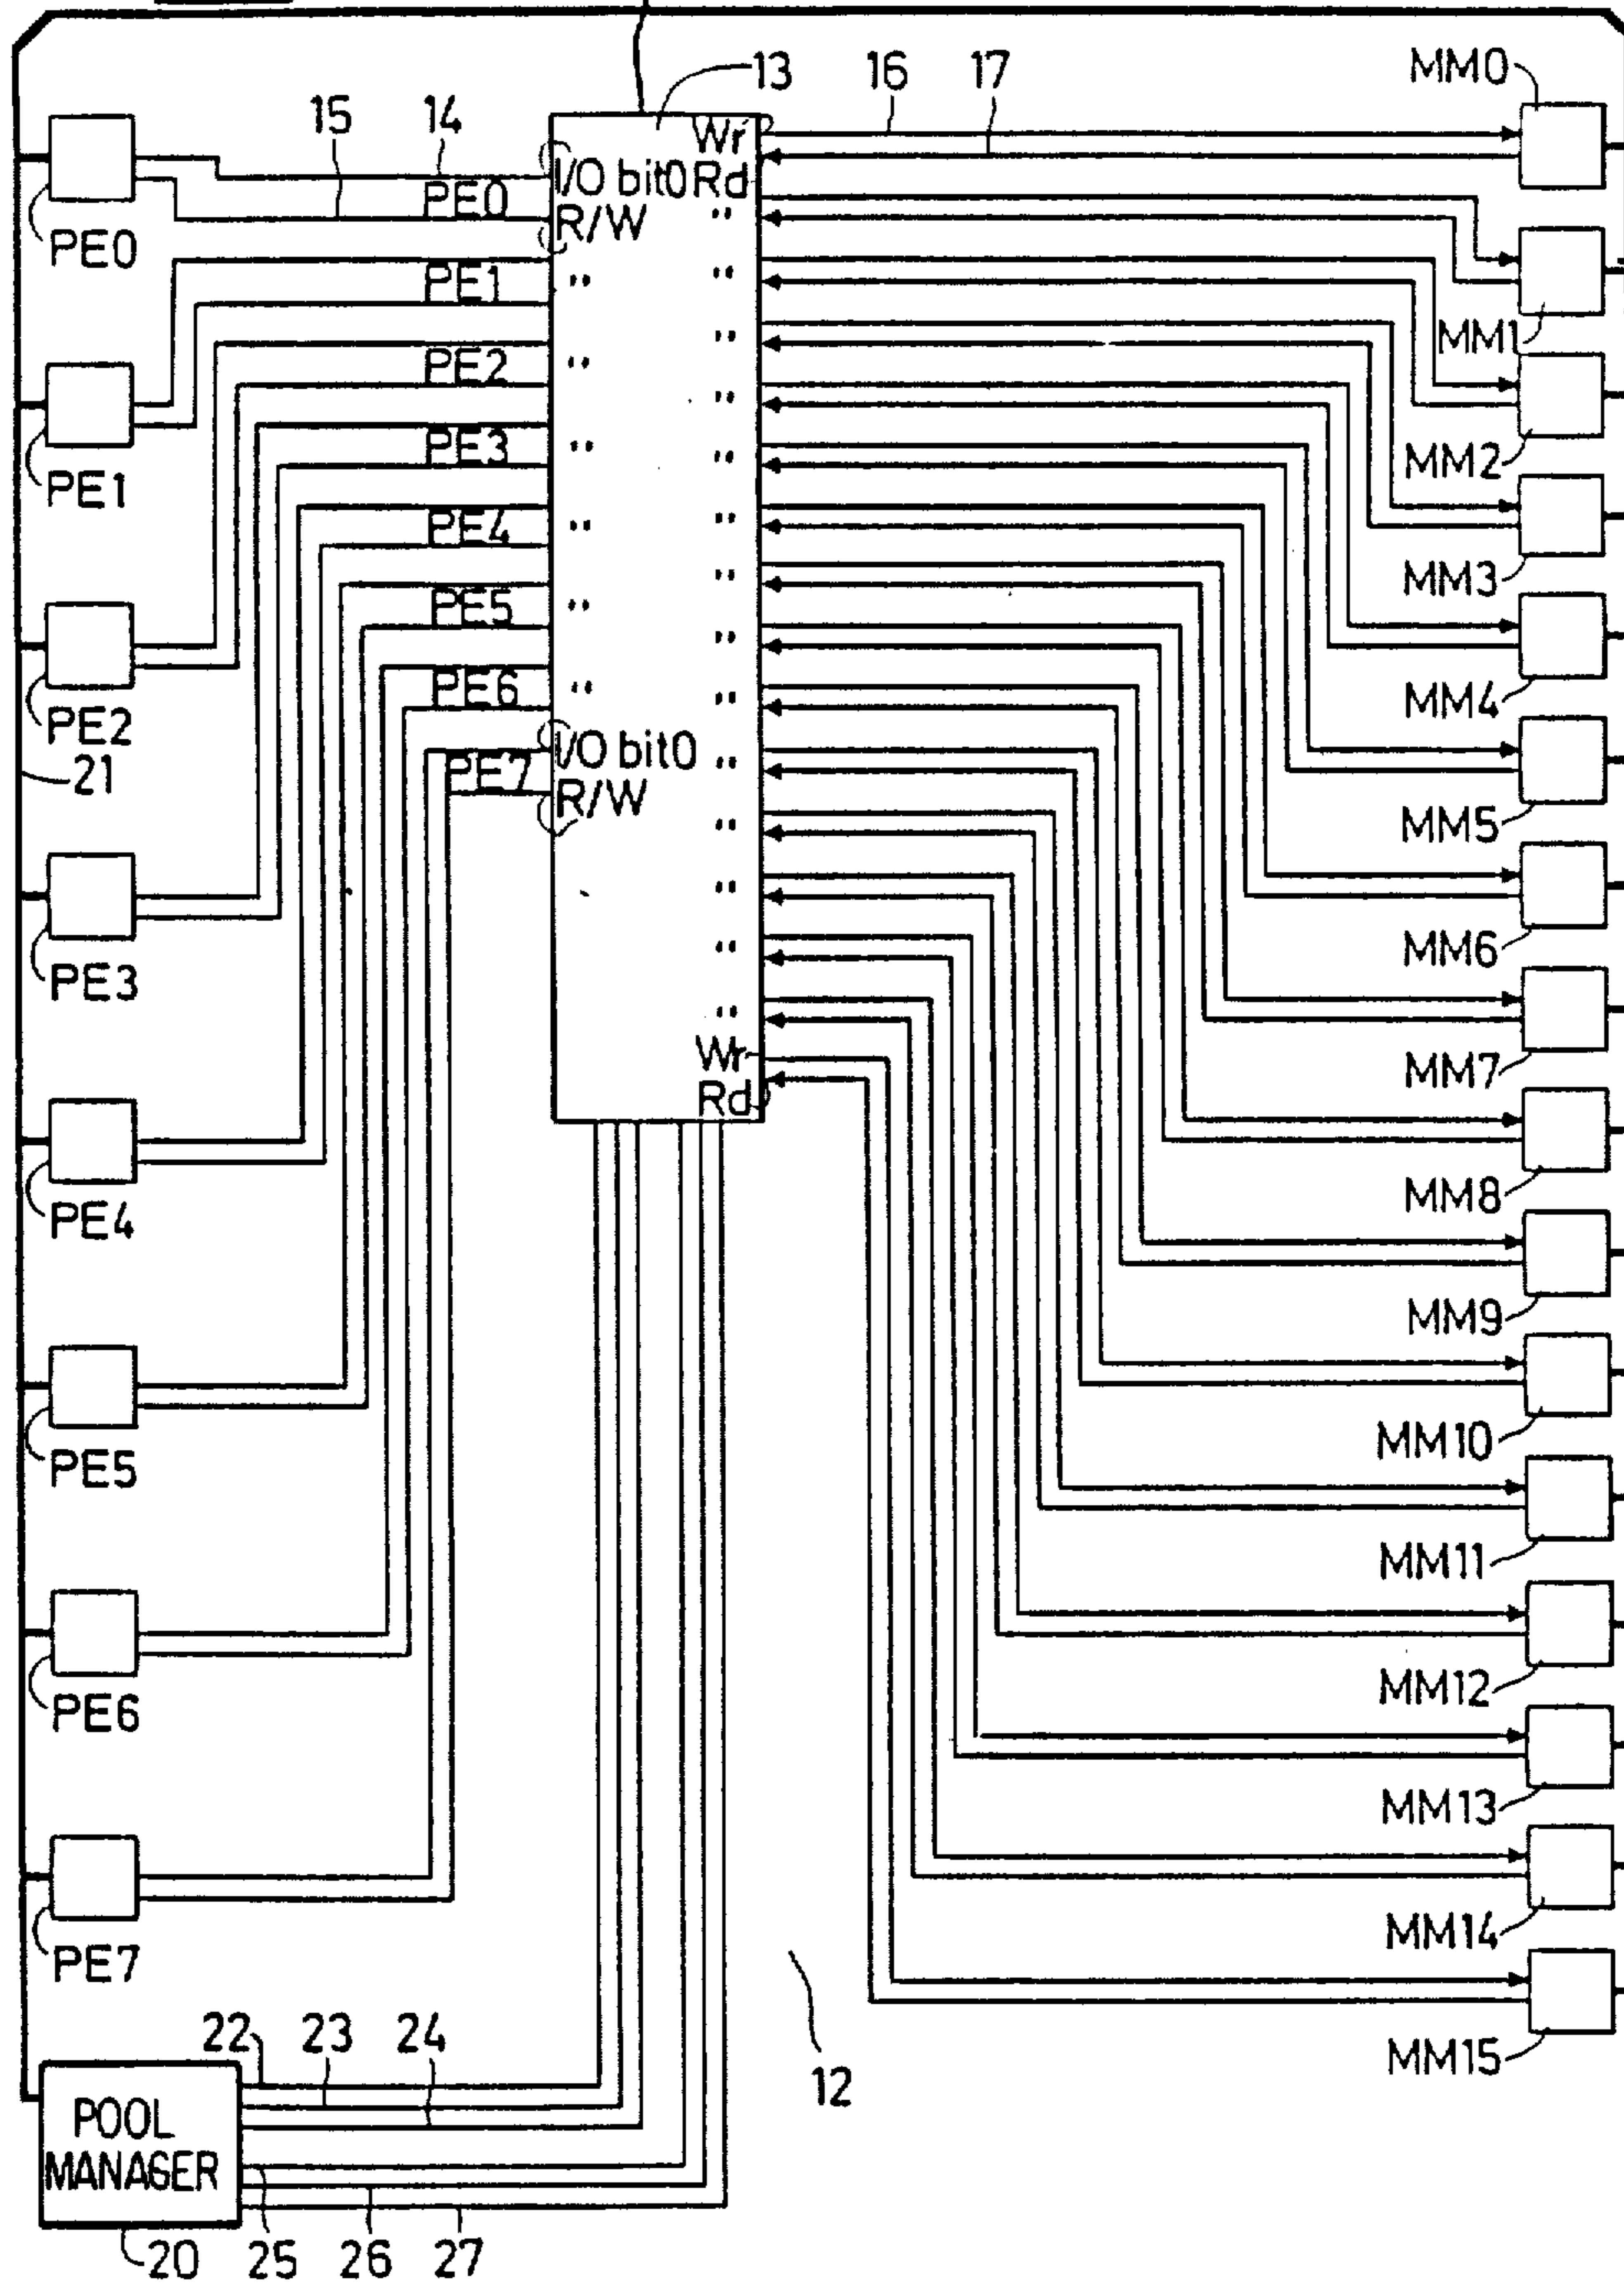 13
16
17
MM0
15
14
Wr
I/O bit0
Rd
PE0
R/W
"
PE0
PE1
"
"
MM1
PE2
"
"
PE1
"
MM2
PE3
"
"
PE4
"
"
MM3
"
PE5
"
"
MM4
PE2
PE6
"
"
21
I/O bit0
"
PE7
R/W
"
MM5
"
MM6
PE3
"
"
MM7
Wr
Rd
MM8
PE4
MM9
MM10
PE5
MM11
MM12
PE6
MM13
MM14
PE7
22
23
24
MM15
12
POOL
MANAGER
20
25
26
27